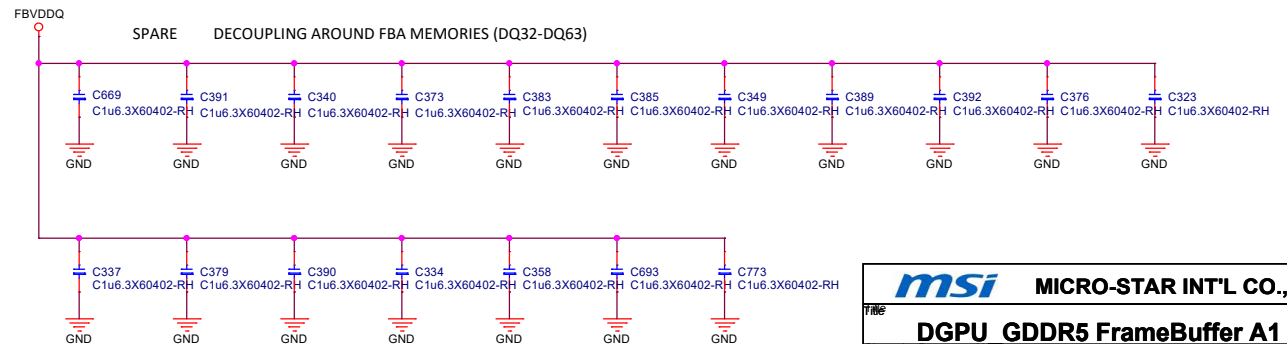 FBVDDQ
SPARE DECOUPLING AROUND FBA MEMORIES (DQ32-DQ63)
C669 C391 C340 C373 C383 C385 C349 C389 C392 C376 C323
C1u6.3X60402-RH C1u6.3X60402-RH C1u6.3X60402-RH C1u6.3X60402-RH C1u6.3X60402-RH C1u6.3X60402-RH C1u6.3X60402-RH C1u6.3X60402-RH C1u6.3X60402-RH C1u6.3X60402-RH C1u6.3X60402-RH
GND GND GND GND GND GND GND GND GND GND GND
C337 C379 C390 C334 C358 C693 C773
C1u6.3X60402-RH C1u6.3X60402-RH C1u6.3X60402-RH C1u6.3X60402-RH C1u6.3X60402-RH C1u6.3X60402-RH C1u6.3X60402-RH
GND GND GND GND GND GND GND
msi MICRO-STAR INT'L CO.,
Title
DGPU_GDDR5 FrameBuffer A1